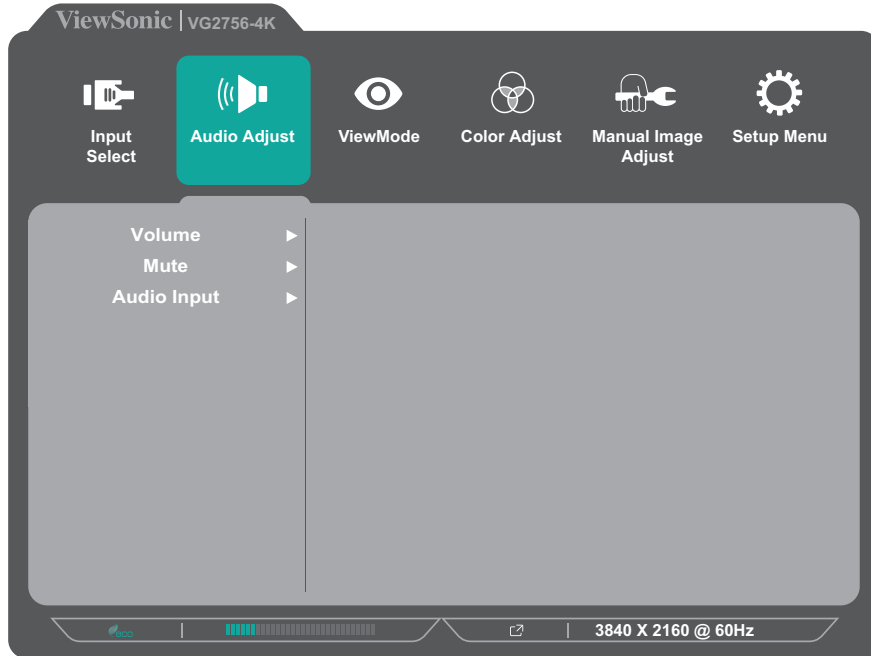 ViewSonic | VG2756-4K
Input
Select
Audio Adjust
ViewMode
Color Adjust
Manual Image
Adjust
Setup Menu
Volume
Mute
Audio Input
eco
3840 X 2160 @ 60Hz